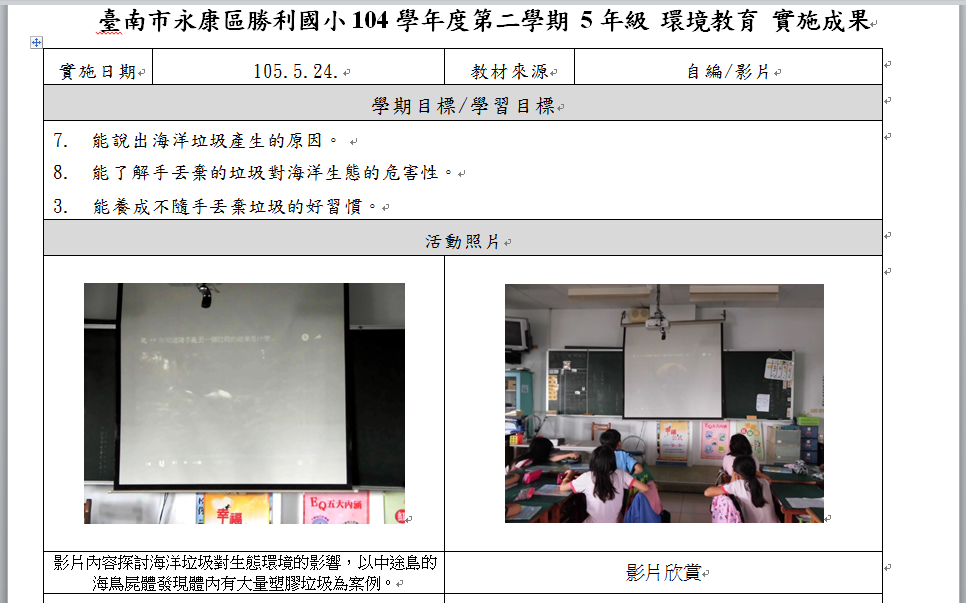 臺南市永康區勝利國小 104 學年度第二學期 5 年級 環境教育 實施成果
實施日期 105.5.24. 教材來源 自編/影片
學期目標/學習目標
7. 能說出海洋垃圾產生的原因。
8. 能了解手丟棄的垃圾對海洋生態的危害性。
3. 能養成不隨手丟棄垃圾的好習慣。
活動照片
幸福
EQ五大內涵
幸福
影片內容探討海洋垃圾對生態環境的影響，以中途島的
海鳥屍體發現體內有大量塑膠垃圾為案例。
影片欣賞